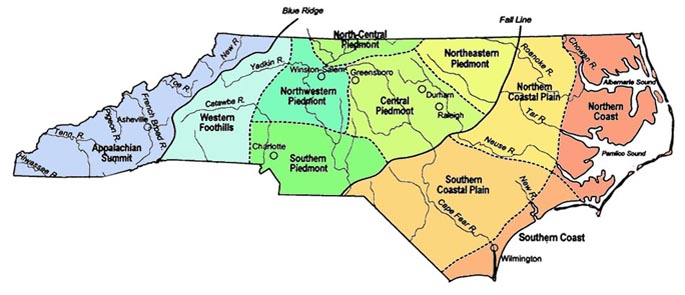 Blue Ridge
Fall Line
North-Central
Piedmont
New R.
Yadkin R.
Toe R.
Winston-Salem
Greensboro
Northeastern
Piedmont
Roanoke R.
Chowan R.
Albemarle Sound
Northwestern
Piedmont
Central
Piedmont
Durham
Raleigh
Northern
Coastal Plain
Northern
Coast
Catawba R.
Western
Foothills
Asheville
French Broad R.
Pigeon R.
Tenn. R.
Appalachian
Summit
Hiwassee R.
Charlotte
Southern
Piedmont
Tar R.
Neuse R.
Pamlico Sound
Southern
Coastal Plain
New R.
Cape Fear R.
Southern Coast
Wilmington